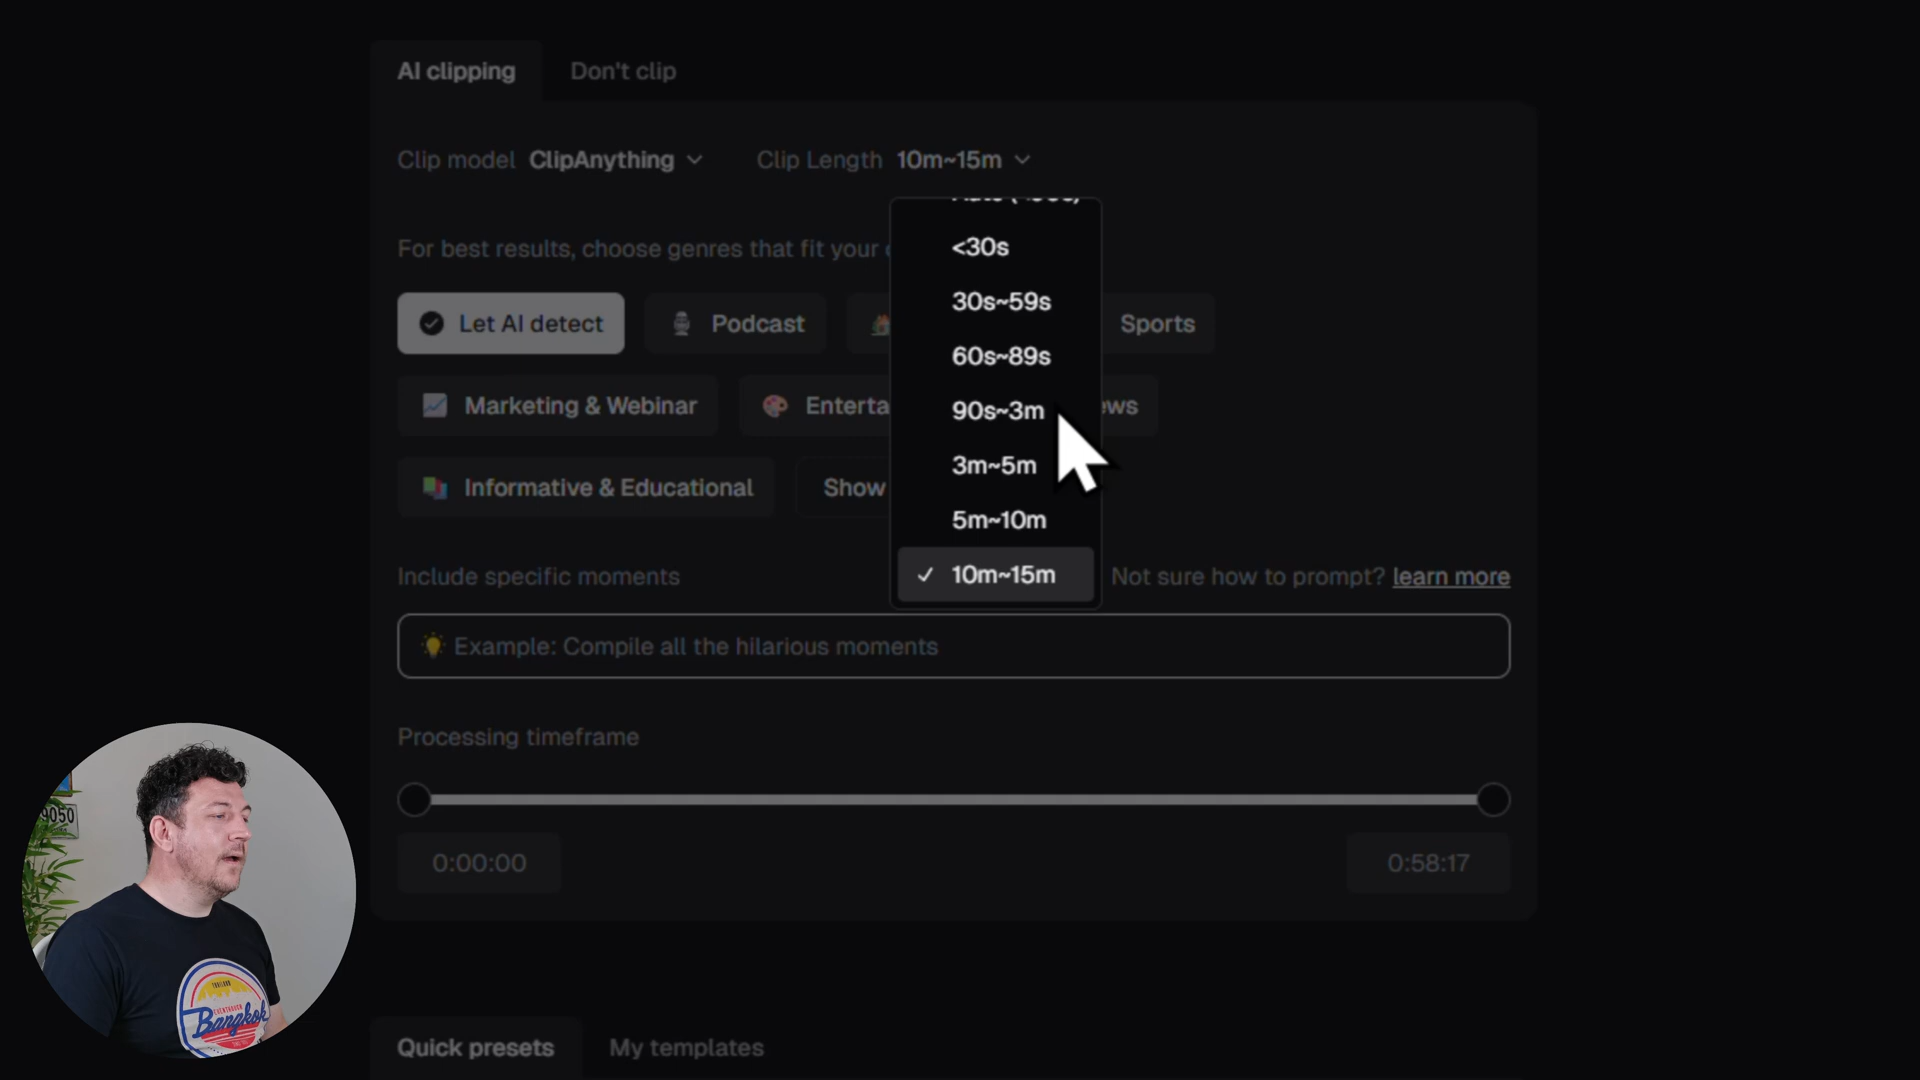 AI clipping Don't clip
Clip model ClipAnything Clip Length 10m~15m
For best results, choose genres that fit your
<30s
30s~59s
60s~89s
90s~3m
3m~5m
5m~10m
✓ 10m~15m
Let AI detect Podcast Sports
Marketing & Webinar Enterta ews
Informative & Educational Show
Include specific moments Not sure how to prompt? learn more
Example: Compile all the hilarious moments
Processing timeframe
0:00:00 0:58:17
9050
THAILAND
Bangkok
Quick presets My templates